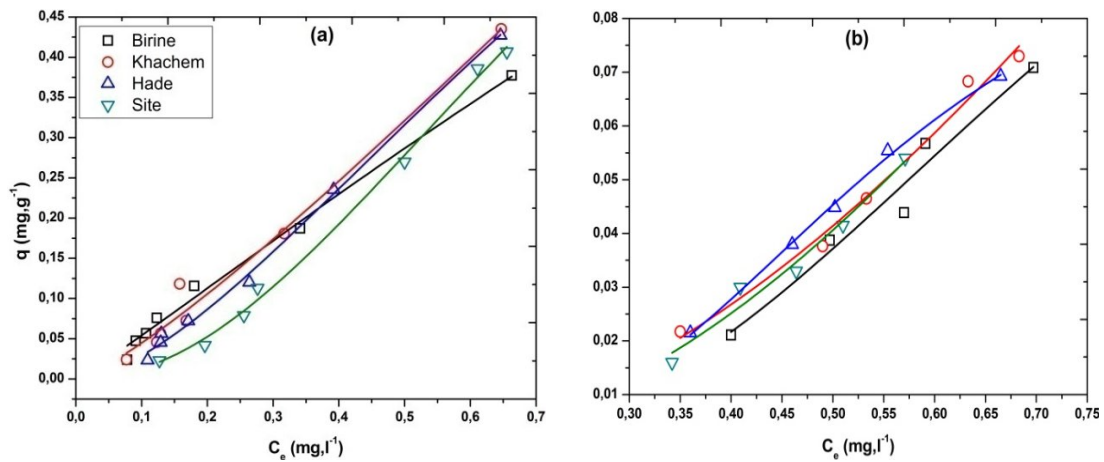 (a)
Birine
Khachem
Hade
Site
0,45
0,40
0,35
0,30
0,25
0,20
0,15
0,10
0,05
0,00
q (mg,g⁻¹)
0,0 0,1 0,2 0,3 0,4 0,5 0,6 0,7
Cₑ (mg,l⁻¹)
(b)
0,08
0,07
0,06
0,05
0,04
0,03
0,02
0,01
0,30 0,35 0,40 0,45 0,50 0,55 0,60 0,65 0,70 0,75
Cₑ (mg,l⁻¹)